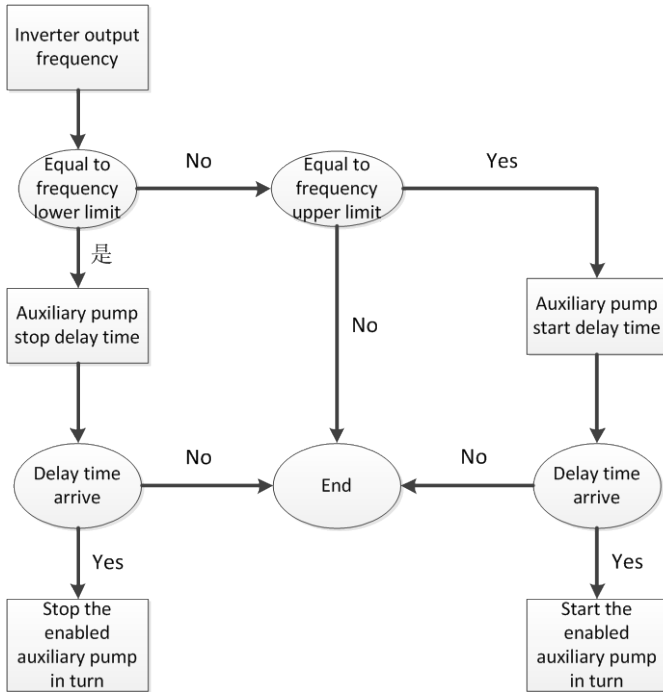 Inverter output
frequency
Equal to
frequency
lower limit
No
Equal to
frequency
upper limit
Yes
是
Auxiliary pump
stop delay time
No
Auxiliary pump
start delay time
Delay time
arrive
No
End
No
Delay time
arrive
Yes
Yes
Stop the
enabled
auxiliary pump
in turn
Start the
enabled
auxiliary pump
in turn